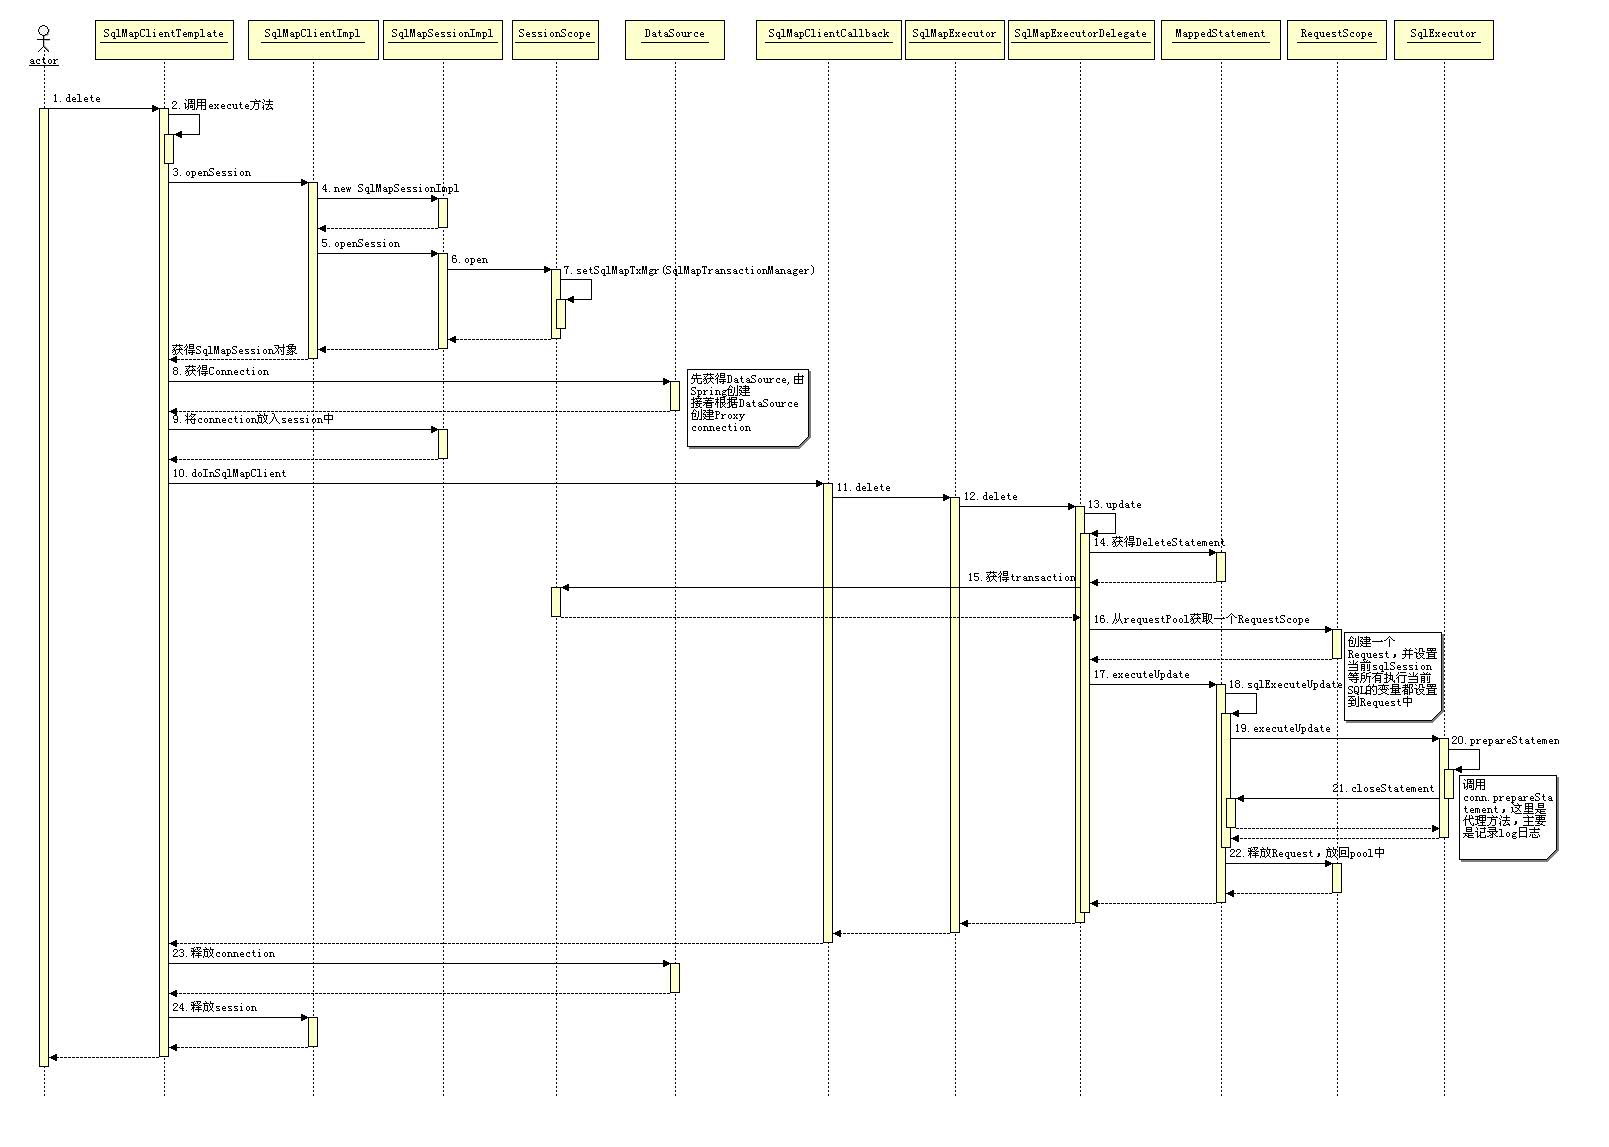 SqlMapClientTemplate
SqlMapClientImpl
SqlMapSessionImpl
SessionScope
DataSource
SqlMapClientCallback
SqlMapExecutor
SqlMapExecutorDelegate
MappedStatement
RequestScope
SqlExecutor
actor
1.delete
2.调用execute方法
3.openSession
4.new SqlMapSessionImpl
5.openSession
6.open
7.setSqlMapTxMgr(SqlMapTransactionManager)
获得SqlMapSession对象
8.获得Connection
先获得DataSource,由
Spring创建
接着根据DataSource
创建Proxy
connection
9.将connection放入session中
10.doInSqlMapClient
11.delete
12.delete
13.update
14.获得DeleteStatement
15.获得transaction
16.从requestPool获取一个RequestScope
创建一个
Request，并设置
当前sqlSession
等所有执行当前
SQL的变量都设置
到Request中
17.executeUpdate
18.sqlExecuteUpdate
19.executeUpdate
20.prepareStatemen
21.closeStatement
调用
conn.prepareSta
tement，这里是
代理方法，主要
是记录log日志
22.释放Request，放回pool中
23.释放connection
24.释放session